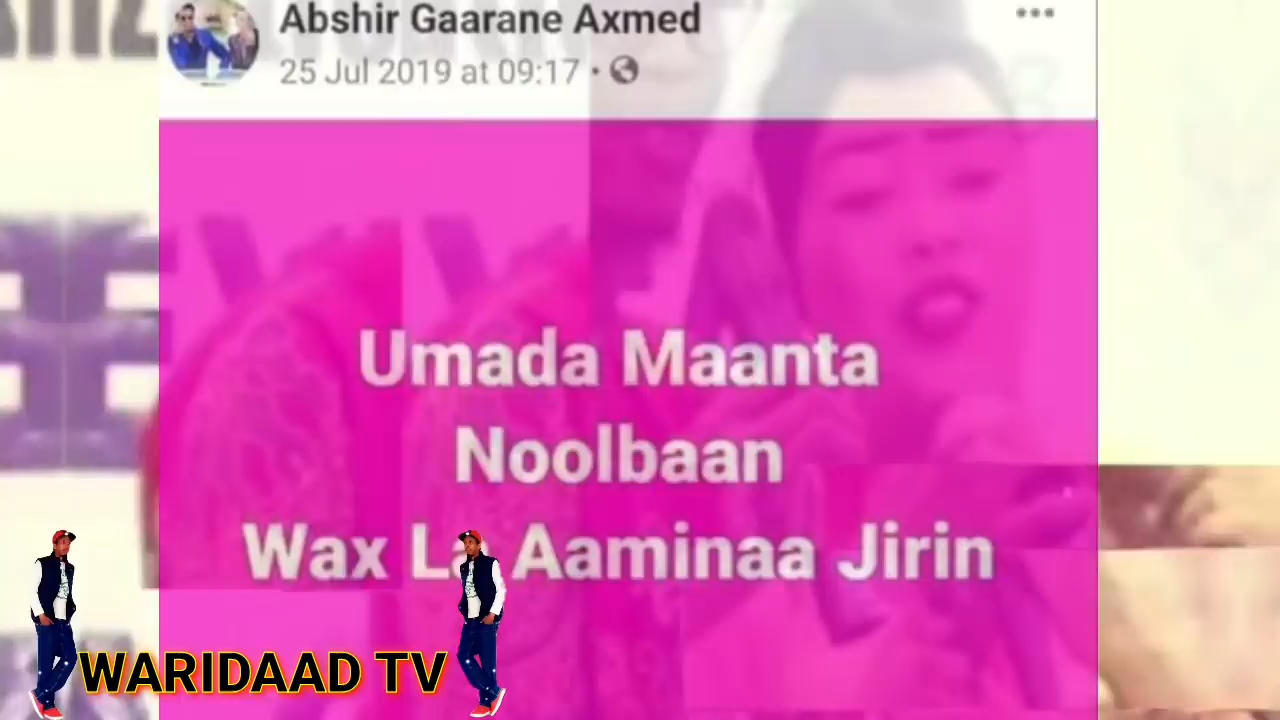 Abshir Gaarane Axmed
25 Jul 2019 at 09:17
Umada Maanta
Noolbaan
Wax La Aaminaa Jirin
WARIDAAD TV